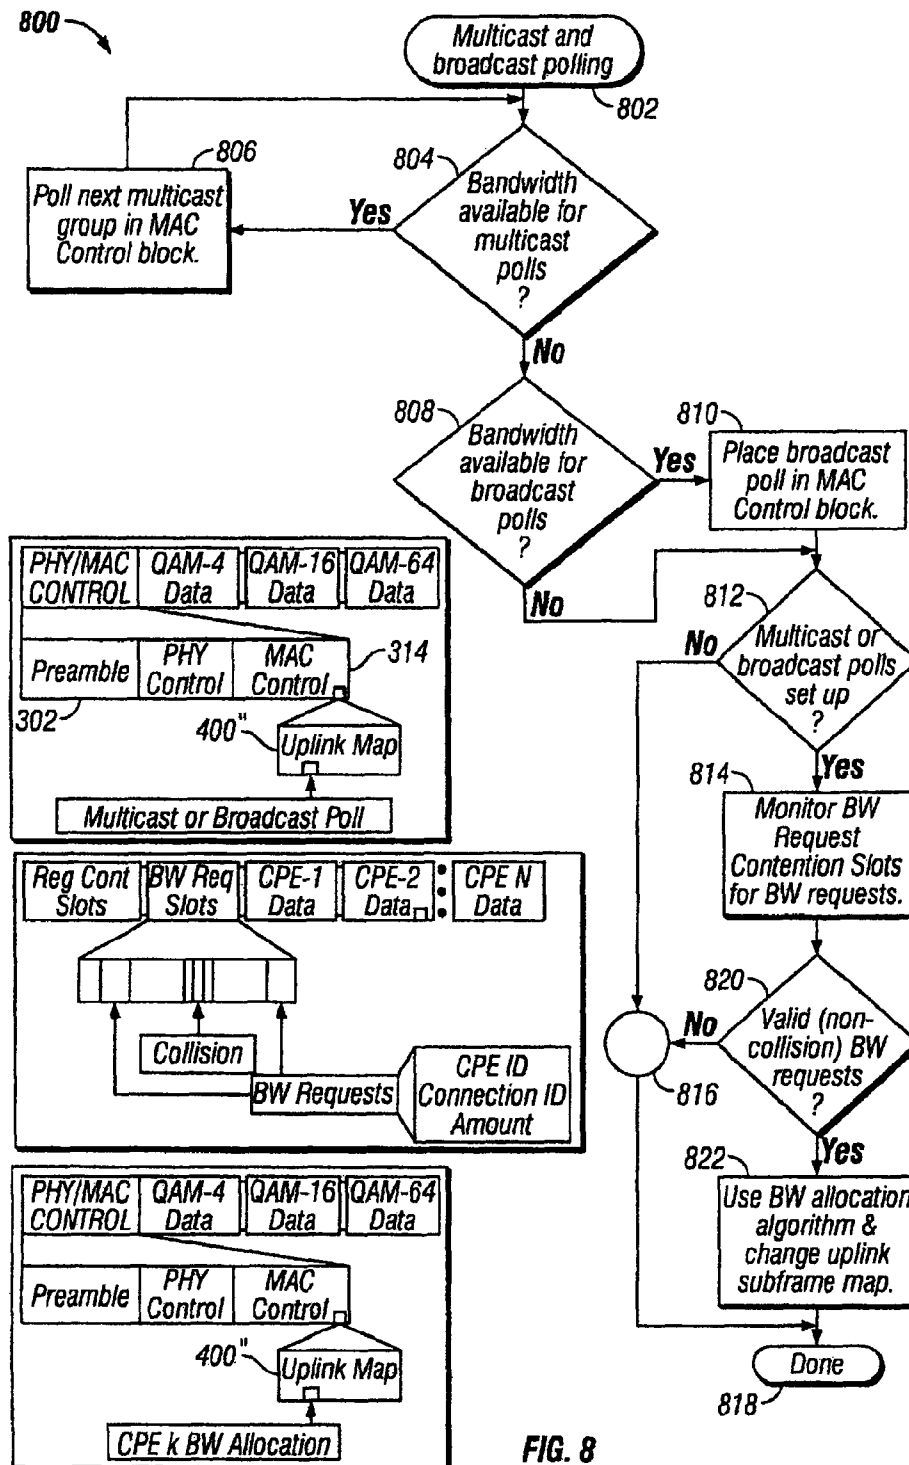 800
Multicast and
broadcast polling
802
806
Poll next multicast
group in MAC
Control block.
804
Bandwidth
available for
multicast
polls
?
Yes
No
808
Bandwidth
available for
broadcast
polls
?
Yes
No
810
Place broadcast
poll in MAC
Control block.
812
Multicast or
broadcast polls
set up
?
No
Yes
814
Monitor BW
Request
Contention Slots
for BW requests.
820
Valid (non-
collision) BW
requests
?
No
Yes
816
822
Use BW allocation
algorithm &
change uplink
subframe map.
Done
818
PHY/MAC
CONTROL
QAM-4
Data
QAM-16
Data
QAM-64
Data
Preamble
PHY
Control
MAC
Control
314
302
400"
Uplink Map
Multicast or Broadcast Poll
Reg Cont
Slots
BW Req
Slots
CPE-1
Data
CPE-2
Data
CPE N
Data
Collision
BW Requests
CPE ID
Connection ID
Amount
PHY/MAC
CONTROL
QAM-4
Data
QAM-16
Data
QAM-64
Data
Preamble
PHY
Control
MAC
Control
400"
Uplink Map
CPE k BW Allocation
FIG. 8